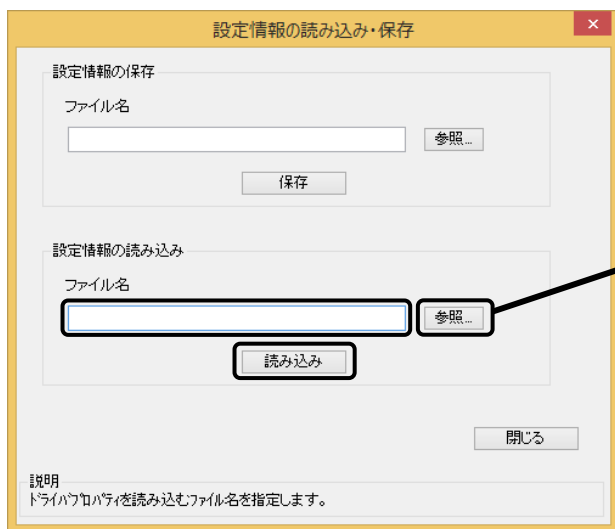 設定情報の読み込み・保存
設定情報の保存
ファイル名
参照...
保存
設定情報の読み込み
ファイル名
参照...
読み込み
閉じる
説明
ﾄﾞﾗｲﾊﾞﾌﾟﾛﾊﾟﾃｨを読み込むﾌｧｲﾙ名を指定します。